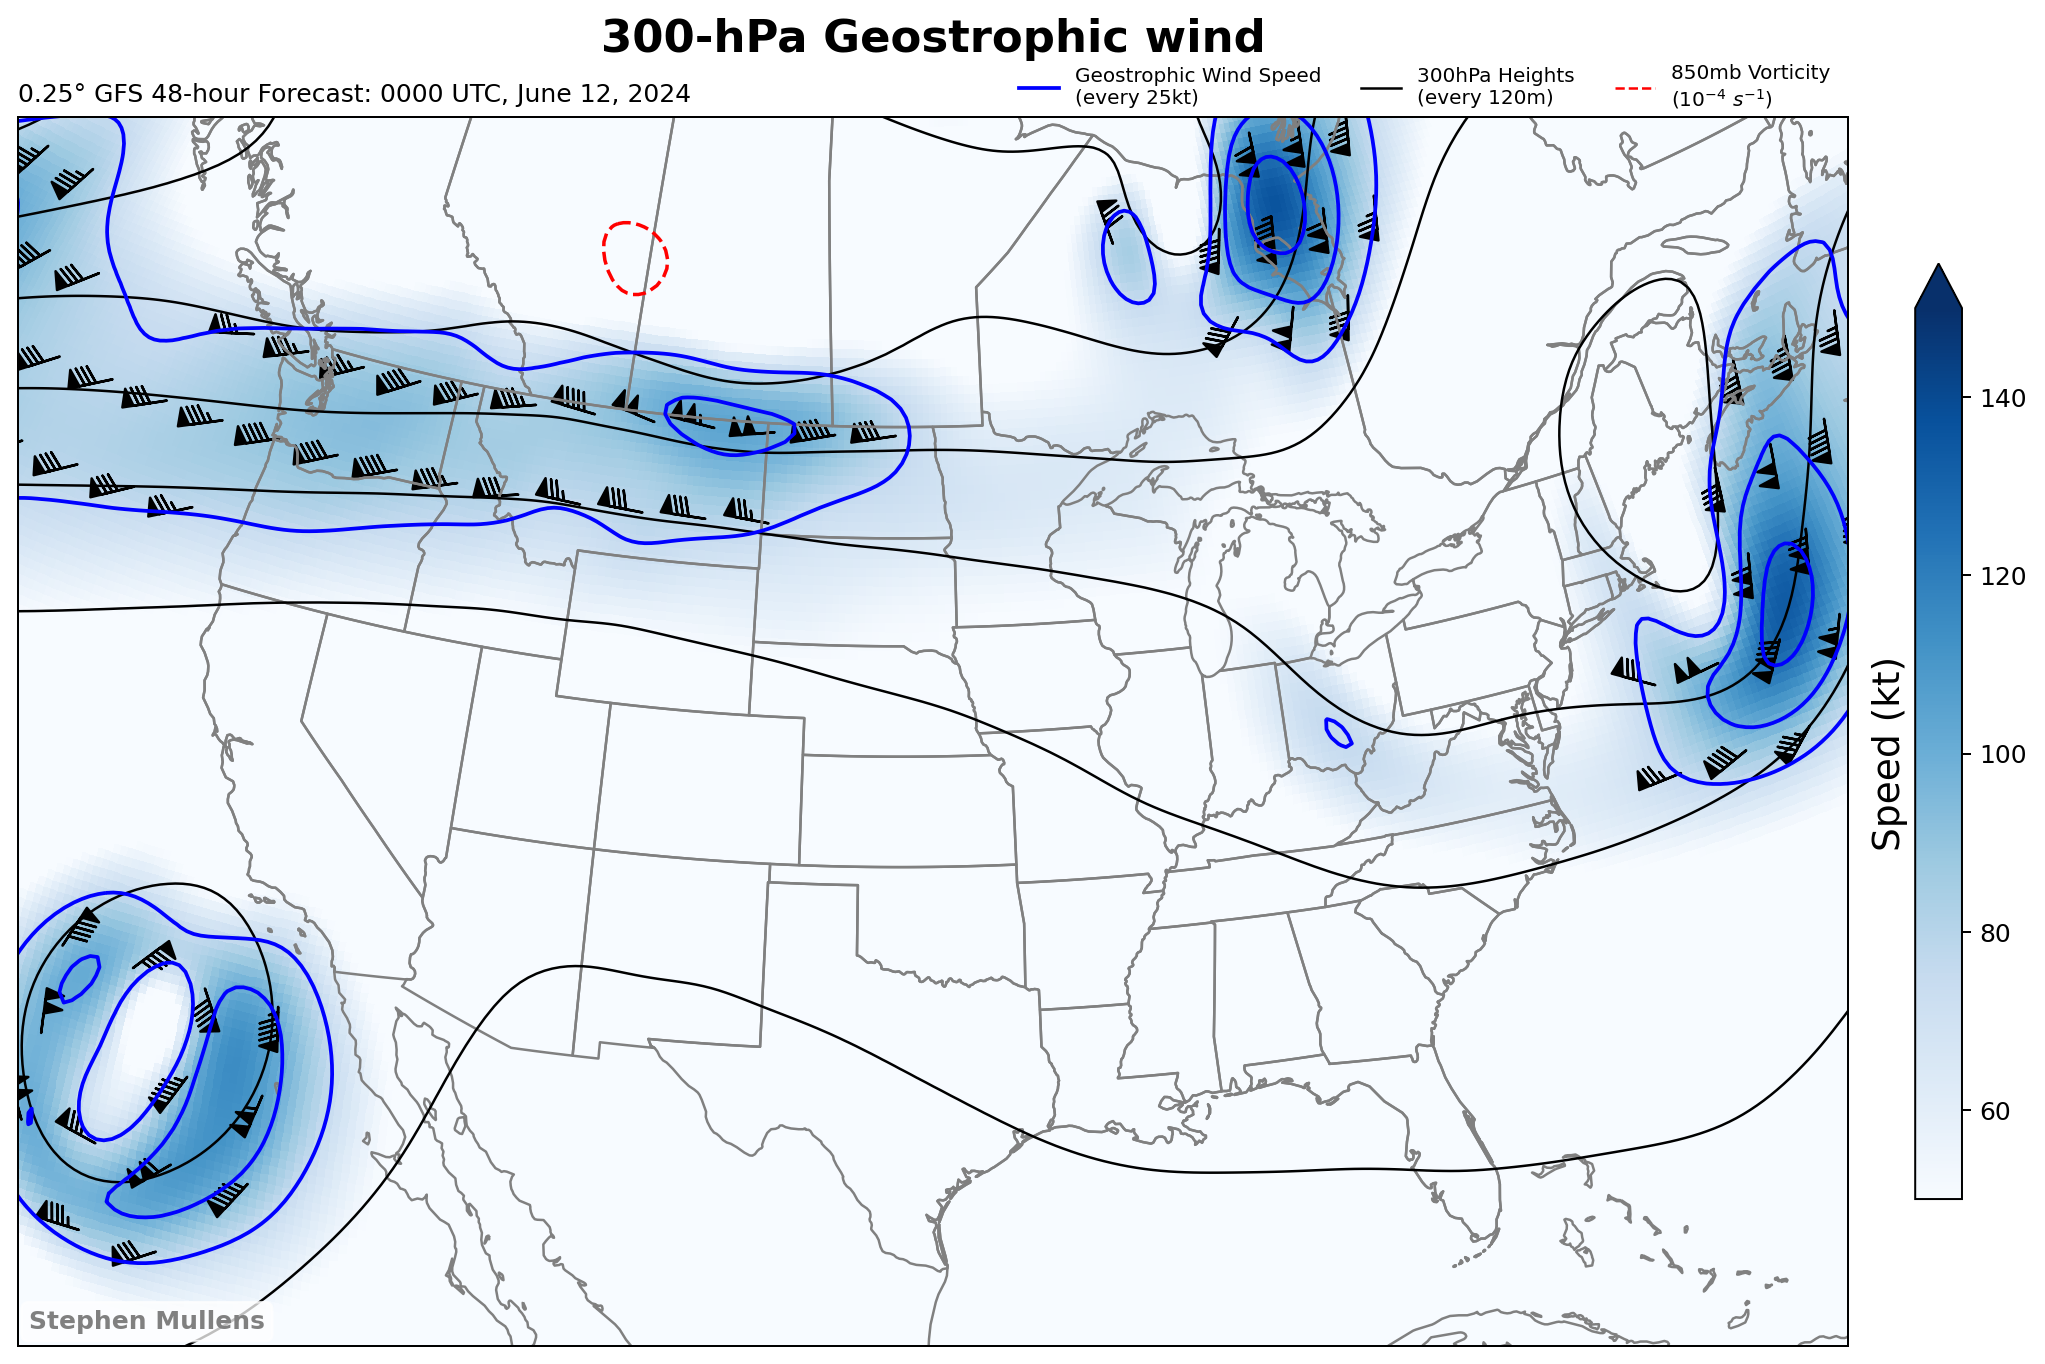 300-hPa Geostrophic wind
0.25° GFS 48-hour Forecast: 0000 UTC, June 12, 2024
Geostrophic Wind Speed
(every 25kt)
300hPa Heights
(every 120m)
850mb Vorticity
(10⁻⁴ s⁻¹)
140
120
100
80
60
Speed (kt)
Stephen Mullens